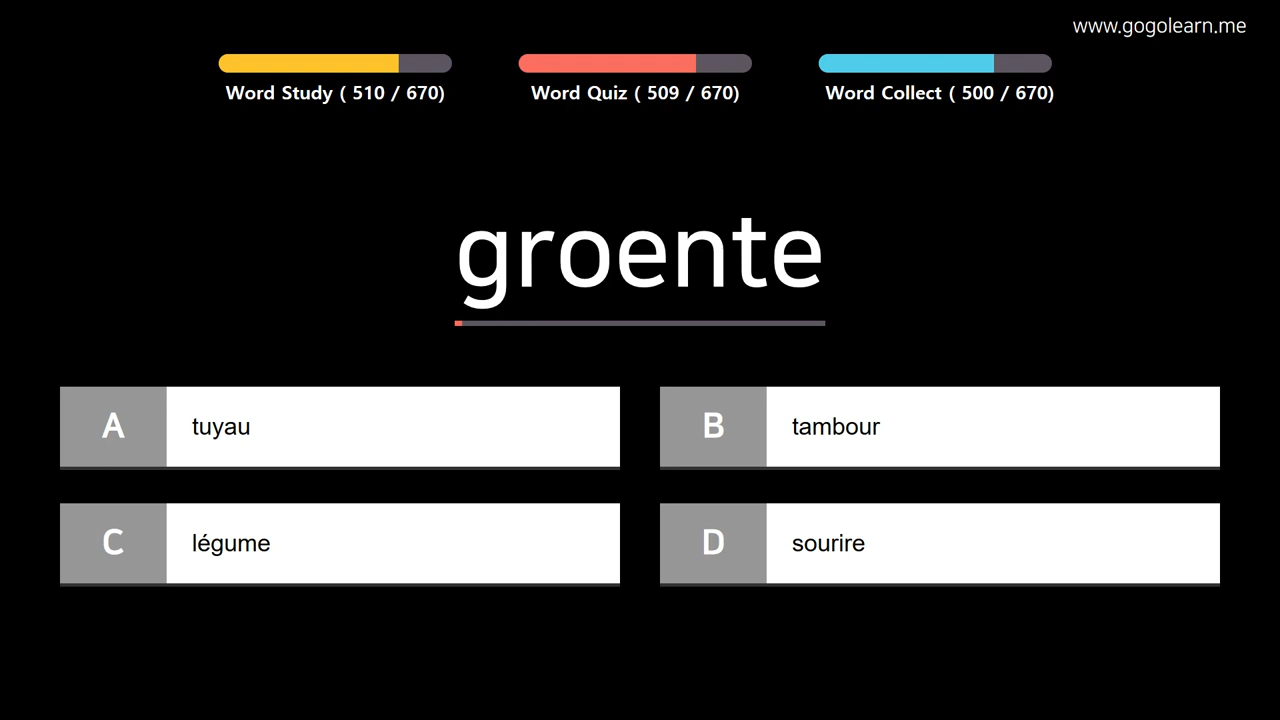 www.gogolearn.me
Word Study ( 510 / 670)
Word Quiz ( 509 / 670)
Word Collect ( 500 / 670)
groente
A tuyau
B tambour
C légume
D sourire